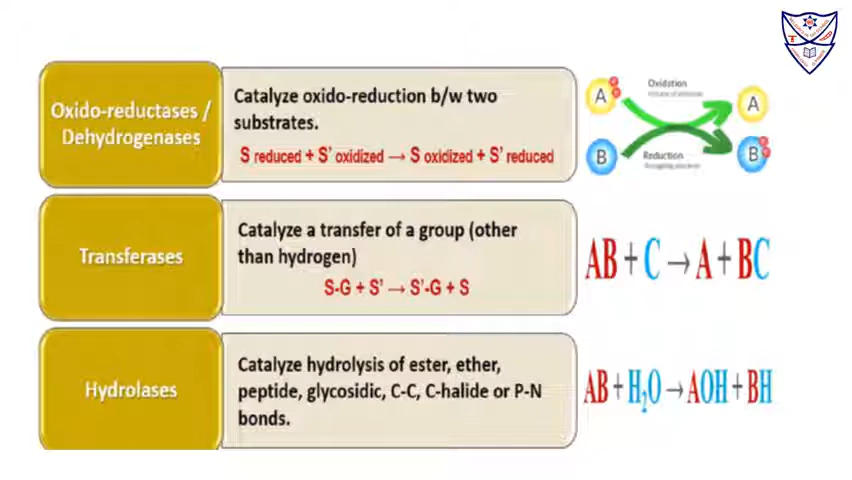 Oxido-reductases /
Dehydrogenases
Catalyze oxido-reduction b/w two
substrates.
S reduced + S' oxidized → S oxidized + S' reduced
A
Oxidation
A
B
Reduction
B
Transferases
Catalyze a transfer of a group (other
than hydrogen)
S-G + S' → S'-G + S
AB + C → A + BC
Hydrolases
Catalyze hydrolysis of ester, ether,
peptide, glycosidic, C-C, C-halide or P-N
bonds.
AB + H₂O → AOH + BH